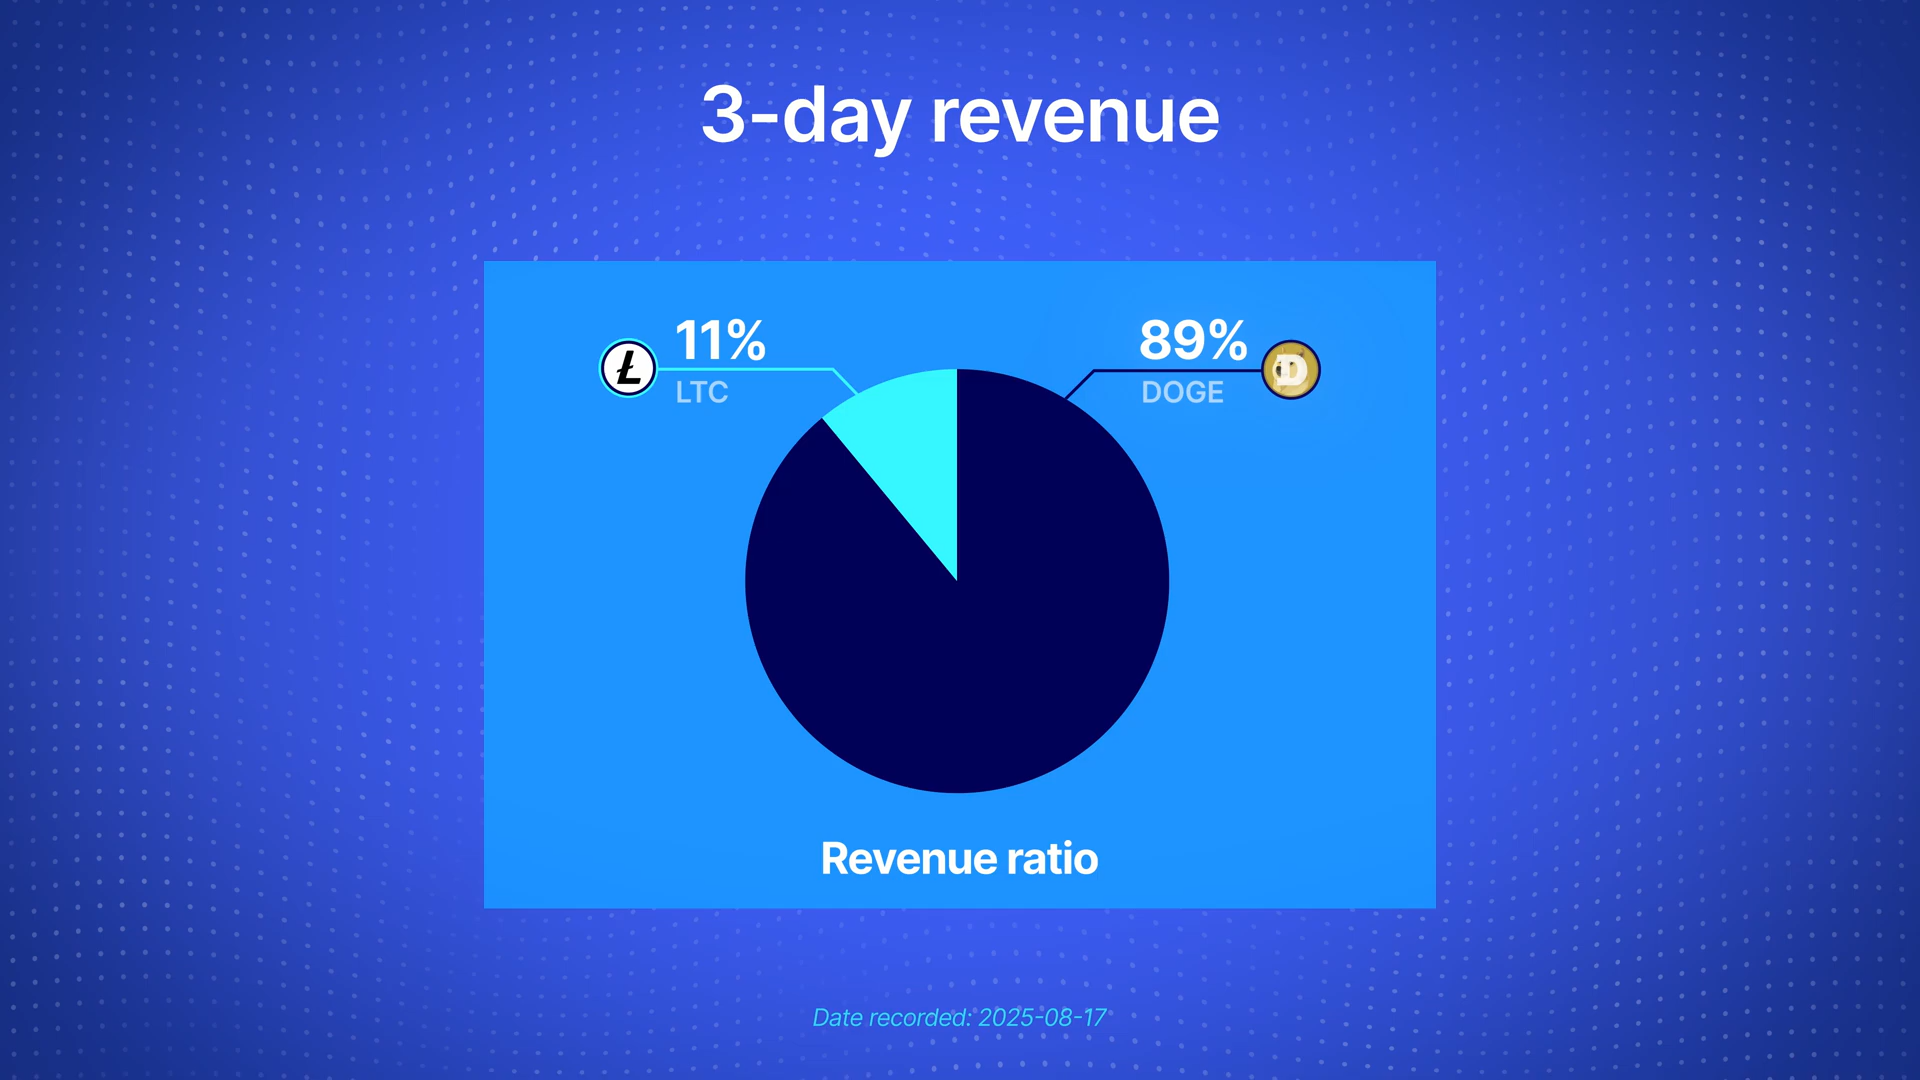 3-day revenue
11%
LTC
89%
DOGE
Revenue ratio
Date recorded: 2025-08-17